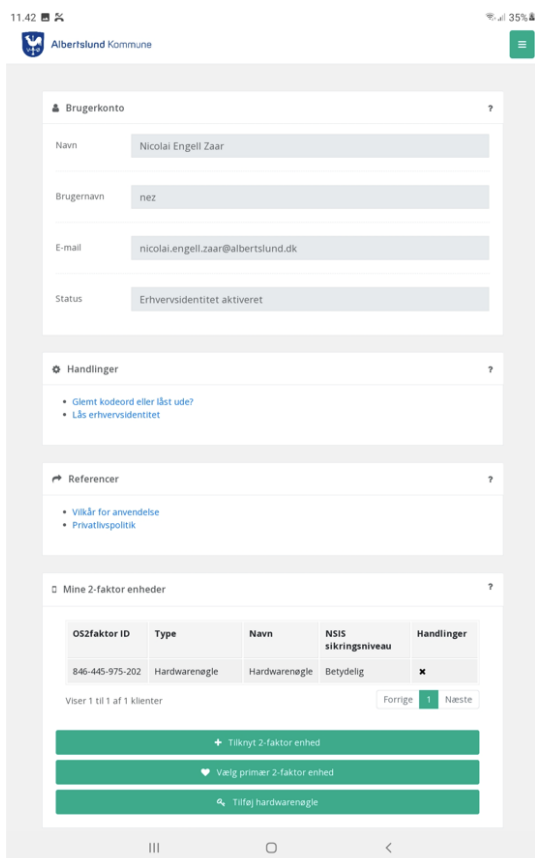 11.42
35%
Albertslund Kommune
Brugerkonto
?
Navn
Nicolai Engell Zaar
Brugernavn
nez
E-mail
nicolai.engell.zaar@albertslund.dk
Status
Erhvervsidentitet aktiveret
Handlinger
?
Glemt kodeord eller låst ude?
Lås erhvervsidentitet
Referencer
?
Vilkår for anvendelse
Privatlivspolitik
Mine 2-faktor enheder
?
OS2faktor ID Type Navn NSIS sikringsniveau Handlinger
846-445-975-202 Hardwarenøgle Hardwarenøgle Betydelig
Viser 1 til 1 af 1 klienter
Forrige 1 Næste
Tilknyt 2-faktor enhed
Vælg primær 2-faktor enhed
Tilføj hardwarenøgle